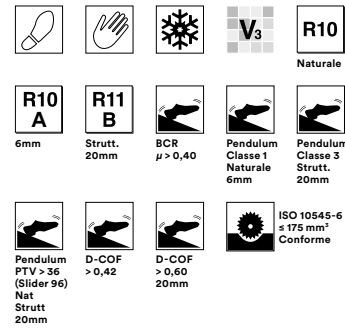 V3
R10
Naturale
R10
A
6mm
R11
B
Strutt.
20mm
BCR
µ > 0,40
Pendulum
Classe 1
Naturale
6mm
Pendulum
Classe 3
Strutt.
20mm
Pendulum
PTV > 36
(Slider 96)
Nat
Strutt
20mm
D-COF
> 0,42
D-COF
> 0,60
20mm
ISO 10545-6
≤ 175 mm³
Conforme